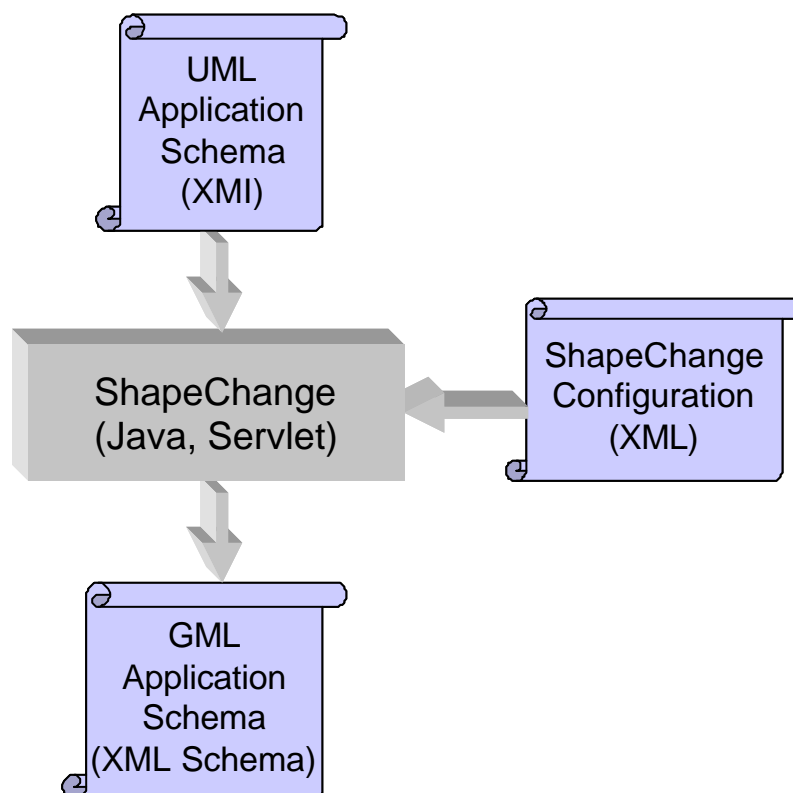 UML
Application
Schema
(XMI)
ShapeChange
(Java, Servlet)
ShapeChange
Configuration
(XML)
GML
Application
Schema
(XML Schema)